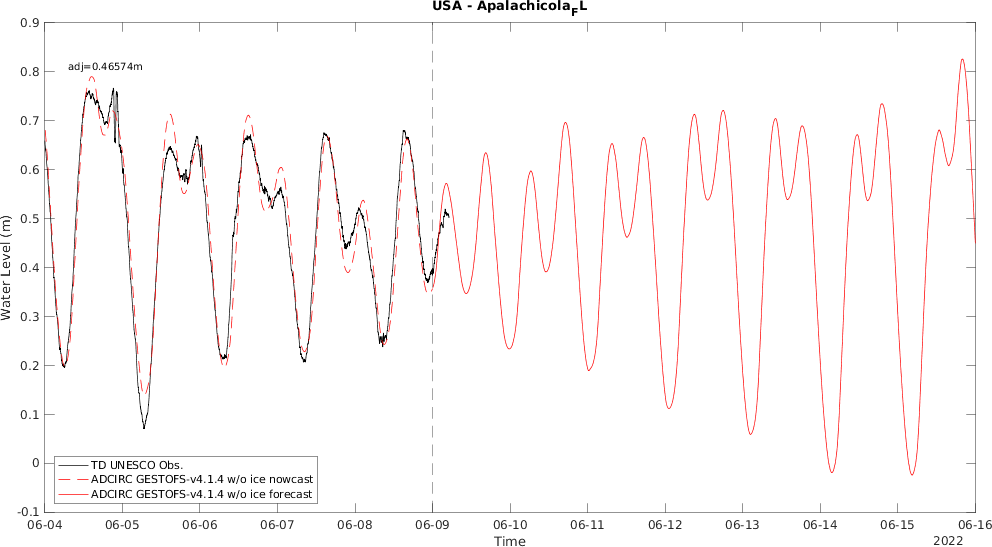 USA - Apalachicola_FL
adj=0.46574m
0.9
0.8
0.7
0.6
0.5
0.4
0.3
0.2
0.1
0
-0.1
Water Level (m)
TD UNESCO Obs.
ADCIRC GESTOFS-v4.1.4 w/o ice nowcast
ADCIRC GESTOFS-v4.1.4 w/o ice forecast
06-04 06-05 06-06 06-07 06-08 06-09 06-10 06-11 06-12 06-13 06-14 06-15 06-16
Time
2022